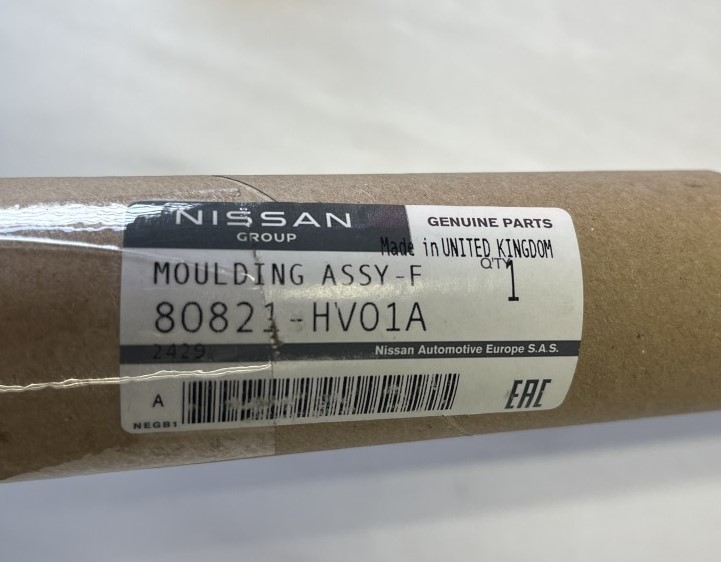 NISSAN
GROUP
GENUINE PARTS
Made in UNITED KINGDOM
MOULDING ASSY-F
QTY
1
80821-HV01A
2429
Nissan Automotive Europe S.A.S.
A
EAC
NEGB1